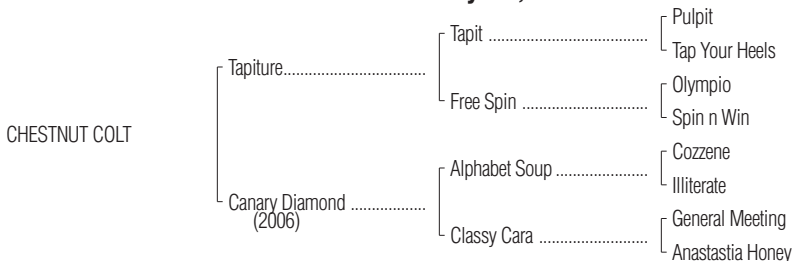 Pulpit
Tapit ..................................................
Tap Your Heels
Tapiture............................................
Olympio
Free Spin .......................................
Spin n Win
CHESTNUT COLT
Cozzene
Alphabet Soup ............................
Illiterate
Canary Diamond ..................
(2006)
General Meeting
Classy Cara .................................
Anastastia Honey